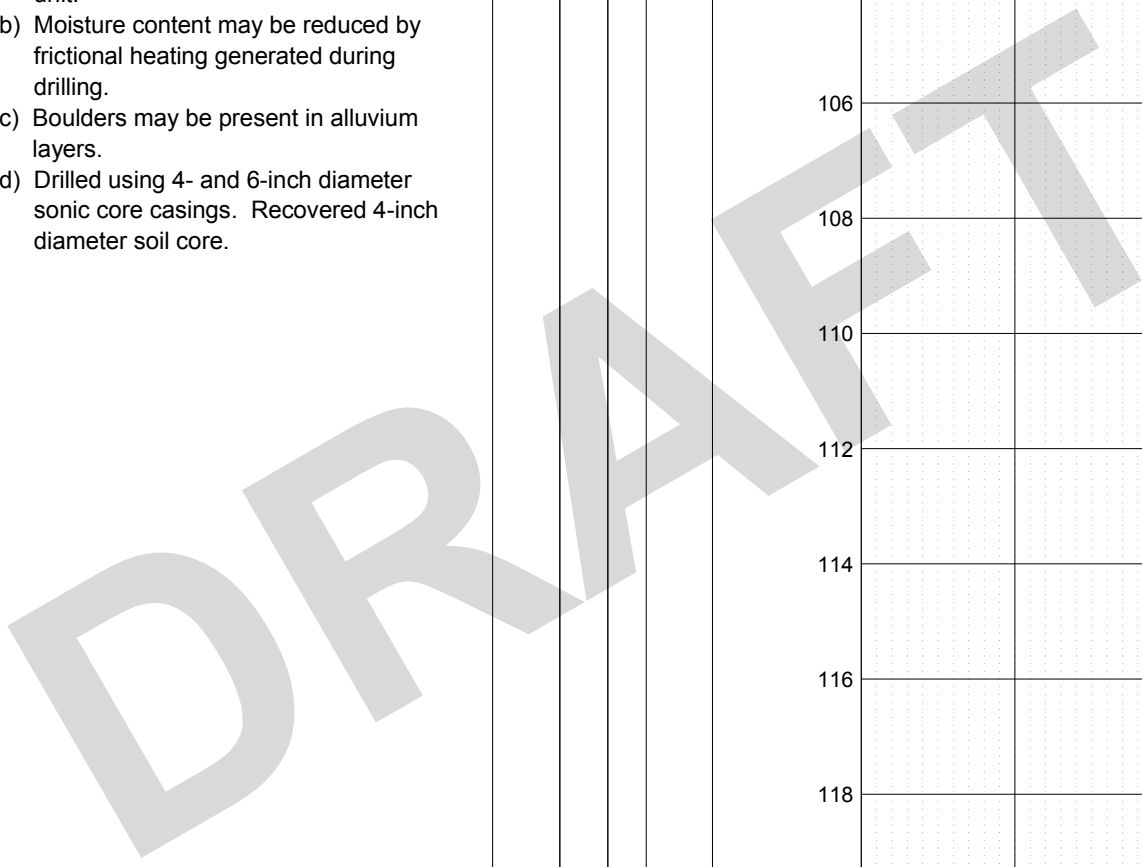 unit.
b) Moisture content may be reduced by
frictional heating generated during
drilling.
c) Boulders may be present in alluvium
layers.
d) Drilled using 4- and 6-inch diameter
sonic core casings. Recovered 4-inch
diameter soil core.
106
108
110
112
114
116
118
DRAFT